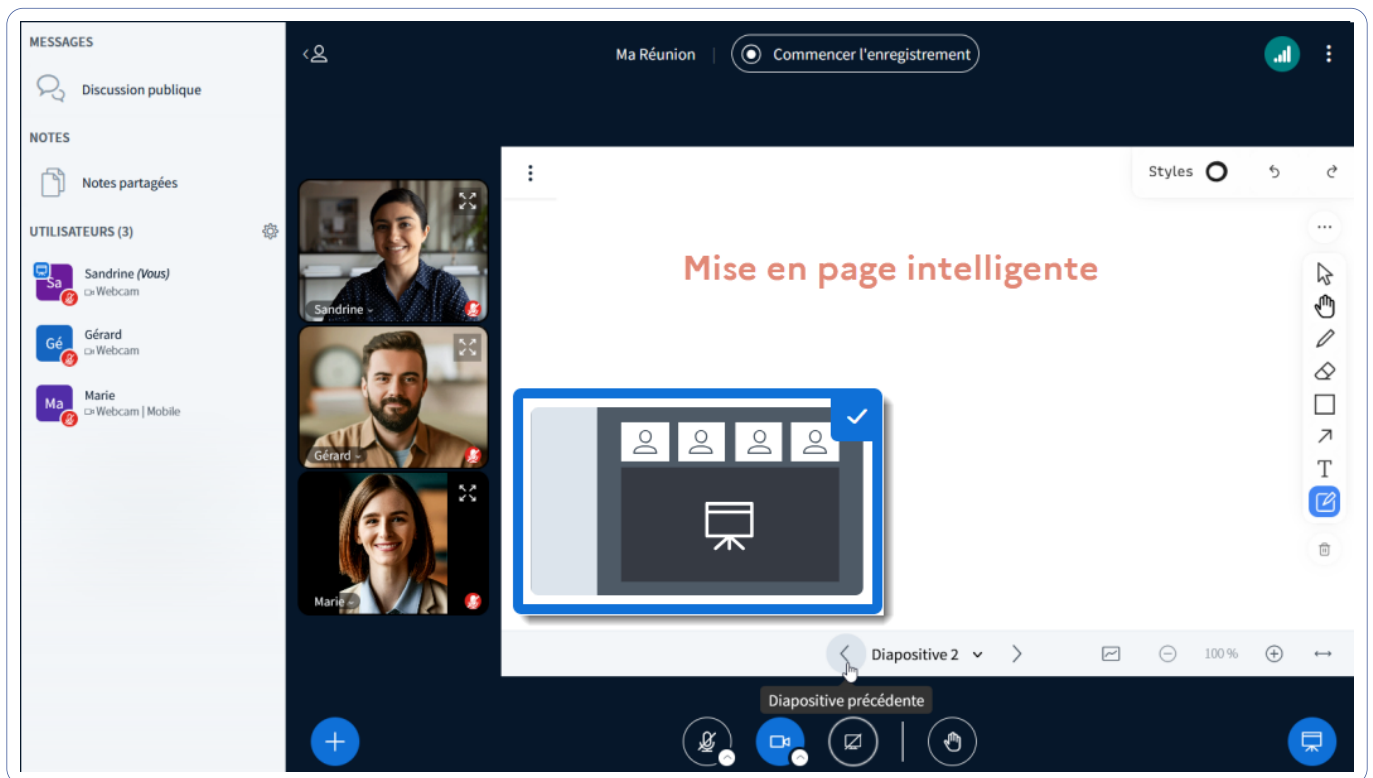 MESSAGES
Discussion publique
NOTES
Notes partagées
UTILISATEURS (3)
Sa
Sandrine (Vous)
Webcam
Gé
Gérard
Webcam
Ma
Marie
Webcam | Mobile
Ma Réunion
Commencer l'enregistrement
Sandrine
Gérard
Marie
Styles
Mise en page intelligente
T
Diapositive 2
100 %
Diapositive précédente